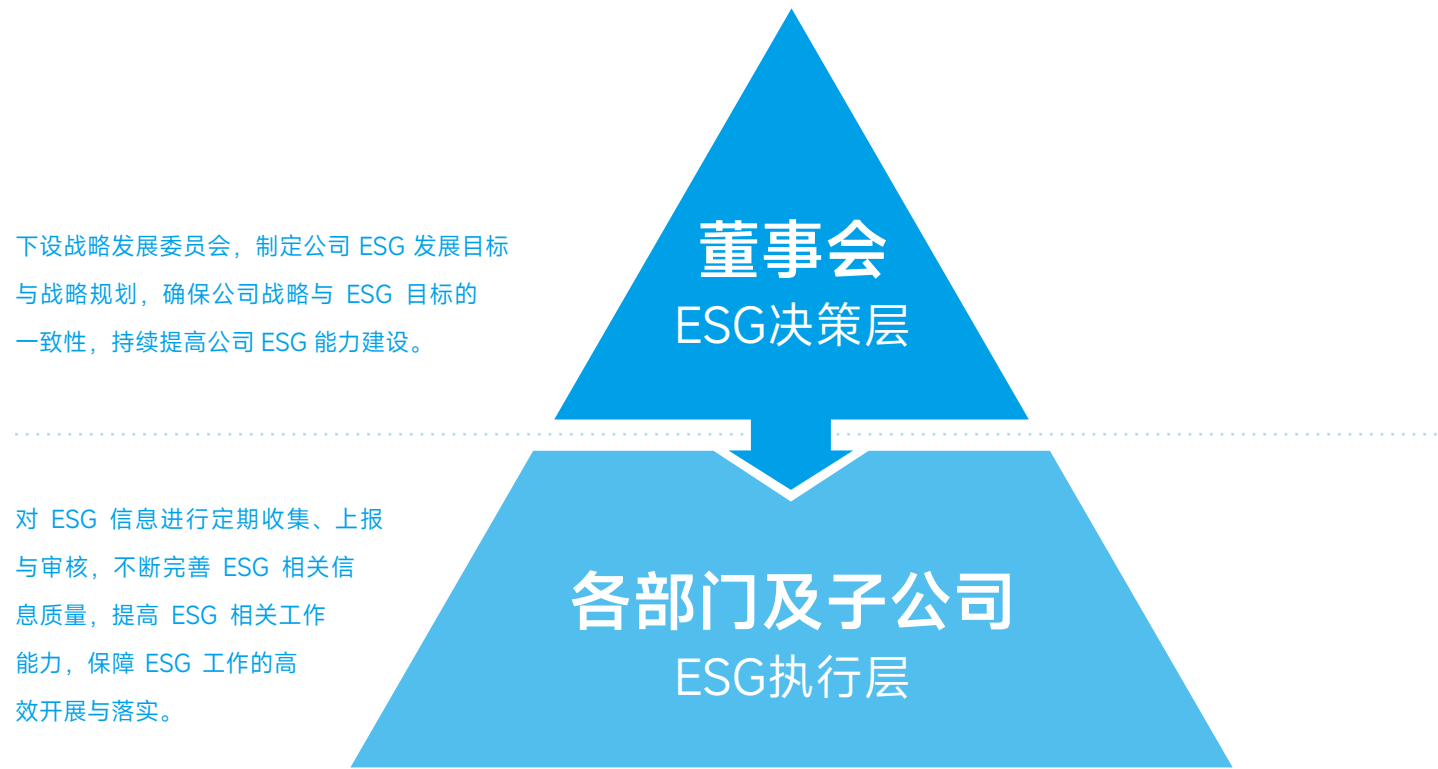 下设战略发展委员会，制定公司 ESG 发展目标
与战略规划，确保公司战略与 ESG 目标的
一致性，持续提高公司 ESG 能力建设。
董事会
ESG决策层
对 ESG 信息进行定期收集、上报
与审核，不断完善 ESG 相关信
息质量，提高 ESG 相关工作
能力，保障 ESG 工作的高
效开展与落实。
各部门及子公司
ESG执行层